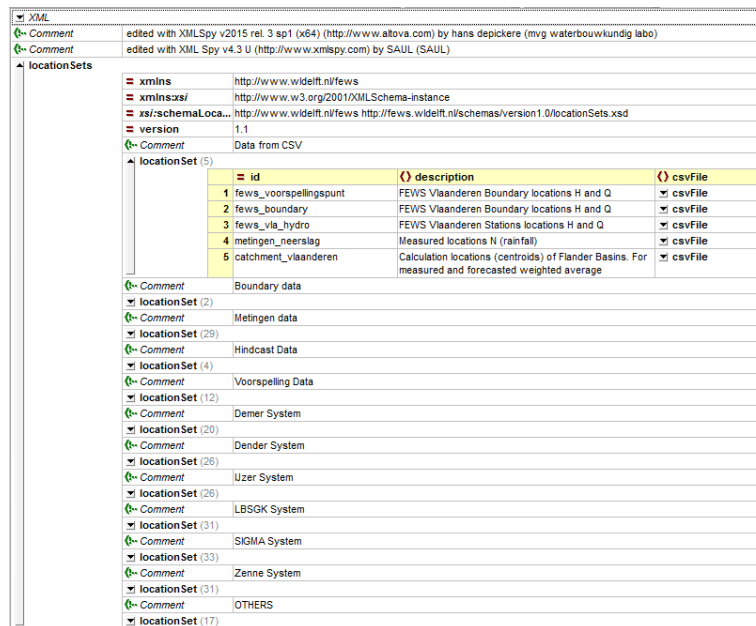 XML
Comment edited with XMLSpy v2015 rel. 3 sp1 (x64) (http://www.altova.com) by hans depickere (mvg waterbouwkundig labo)
Comment edited with XML Spy v4.3 U (http://www.xmlspy.com) by SAUL (SAUL)
locationSets
= xmlns http://www.wldelft.nl/fews
= xmlns:xsi http://www.w3.org/2001/XMLSchema-instance
= xsi:schemaLoca... http://www.wldelft.nl/fews http://fews.wldelft.nl/schemas/version1.0/locationSets.xsd
= version 1.1
Comment Data from CSV
locationSet (5)
= id () description () csvFile
1 fews_voorspellingspunt FEWS Vlaanderen Boundary locations H and Q csvFile
2 fews_boundary FEWS Vlaanderen Boundary locations H and Q csvFile
3 fews_vla_hydro FEWS Vlaanderen Stations locations H and Q csvFile
4 metingen_neerslag Measured locations N (rainfall) csvFile
5 catchment_vlaanderen Calculation locations (centroids) of Flander Basins. For csvFile
measured and forecasted weighted average
Comment Boundary data
locationSet (2)
Comment Metingen data
locationSet (29)
Comment Hindcast Data
locationSet (4)
Comment Voorspelling Data
locationSet (12)
Comment Demer System
locationSet (20)
Comment Dender System
locationSet (26)
Comment IJzer System
locationSet (26)
Comment LBSGK System
locationSet (31)
Comment SIGMA System
locationSet (33)
Comment Zenne System
locationSet (31)
Comment OTHERS
locationSet (17)